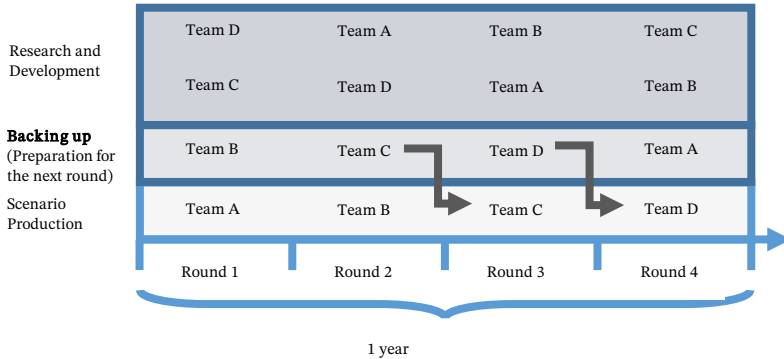 Research and
Development
Team D Team A Team B Team C
Team C Team D Team A Team B
Backing up
(Preparation for
the next round)
Team B Team C Team D Team A
Scenario
Production
Team A Team B Team C Team D
Round 1 Round 2 Round 3 Round 4
1 year